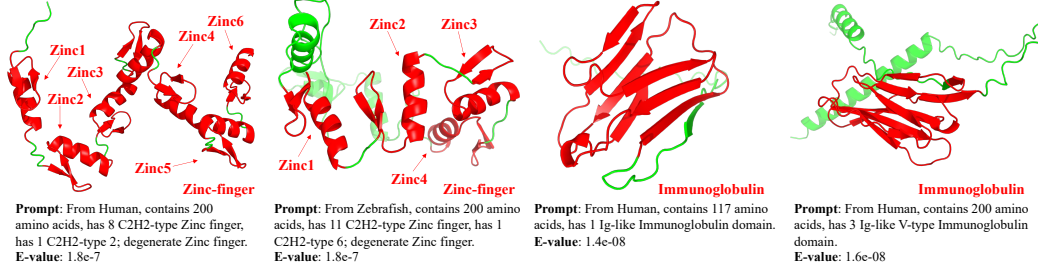 Zinc1
Zinc2
Zinc3
Zinc4
Zinc6
Zinc5
Zinc-finger
Prompt: From Human, contains 200
amino acids, has 8 C2H2-type Zinc finger,
has 1 C2H2-type 2; degenerate Zinc finger.
E-value: 1.8e-7
Zinc2
Zinc3
Zinc1
Zinc4
Zinc-finger
Prompt: From Zebrafish, contains 200 amino
acids, has 11 C2H2-type Zinc finger, has 1
C2H2-type 6; degenerate Zinc finger.
E-value: 1.8e-7
Immunoglobulin
Prompt: From Human, contains 117 amino
acids, has 1 Ig-like Immunoglobulin domain.
E-value: 1.4e-08
Immunoglobulin
Prompt: From Human, contains 200 amino
acids, has 3 Ig-like V-type Immunoglobulin
domain.
E-value: 1.6e-08